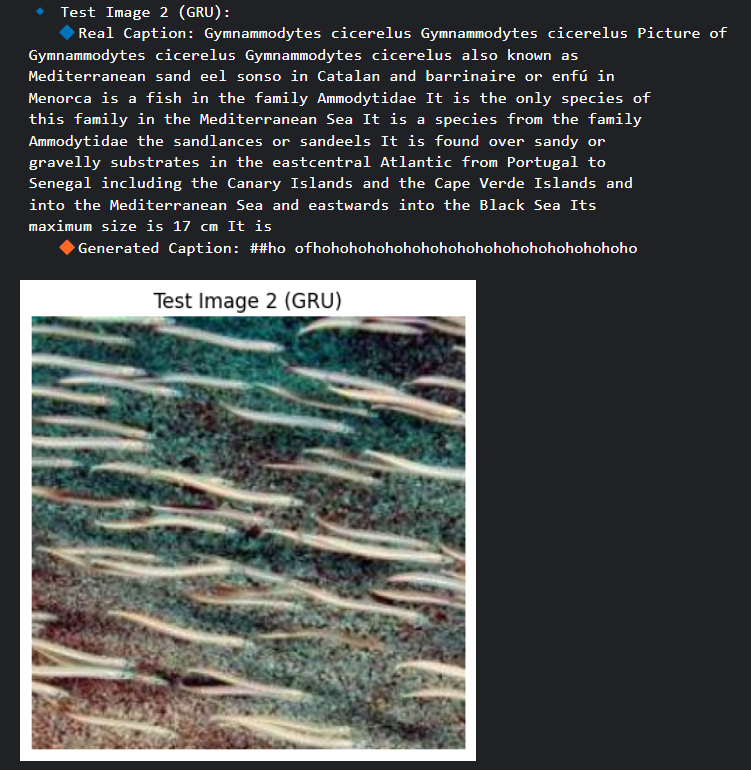 Test Image 2 (GRU):
Real Caption: Gymnammodytes cicerelus Gymnammodytes cicerelus Picture of
Gymnammodytes cicerelus Gymnammodytes cicerelus also known as
Mediterranean sand eel sonso in Catalan and barrinaire or enfú in
Menorca is a fish in the family Ammodytidae It is the only species of
this family in the Mediterranean Sea It is a species from the family
Ammodytidae the sandlances or sandeels It is found over sandy or
gravelly substrates in the eastcentral Atlantic from Portugal to
Senegal including the Canary Islands and the Cape Verde Islands and
into the Mediterranean Sea and eastwards into the Black Sea Its
maximum size is 17 cm It is
Generated Caption: ##ho ofhohohohohohohohohohohohohohohohohoho
Test Image 2 (GRU)